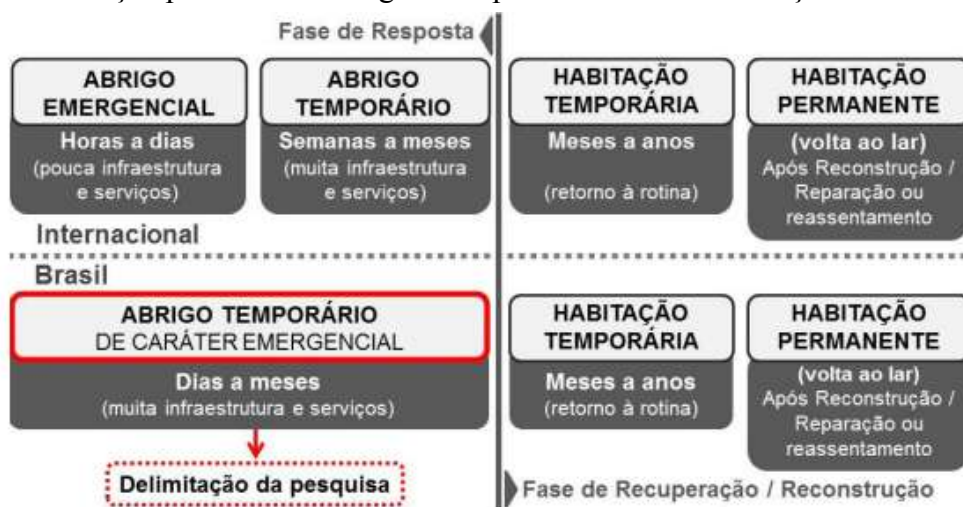 Fase de Resposta
ABRIGO
EMERGENCIAL
Horas a dias
(pouca infraestrutura
e serviços)
ABRIGO
TEMPORÁRIO
Semanas a meses
(muita infraestrutura
e serviços)
HABITAÇÃO
TEMPORÁRIA
Meses a anos
(retorno à rotina)
HABITAÇÃO
PERMANENTE
(volta ao lar)
Após Reconstrução /
Reparação ou
reassentamento
Internacional
Brasil
ABRIGO TEMPORÁRIO
DE CARÁTER EMERGENCIAL
Dias a meses
(muita infraestrutura e serviços)
Delimitação da pesquisa
HABITAÇÃO
TEMPORÁRIA
Meses a anos
(retorno à rotina)
HABITAÇÃO
PERMANENTE
(volta ao lar)
Após Reconstrução /
Reparação ou
reassentamento
Fase de Recuperação / Reconstrução